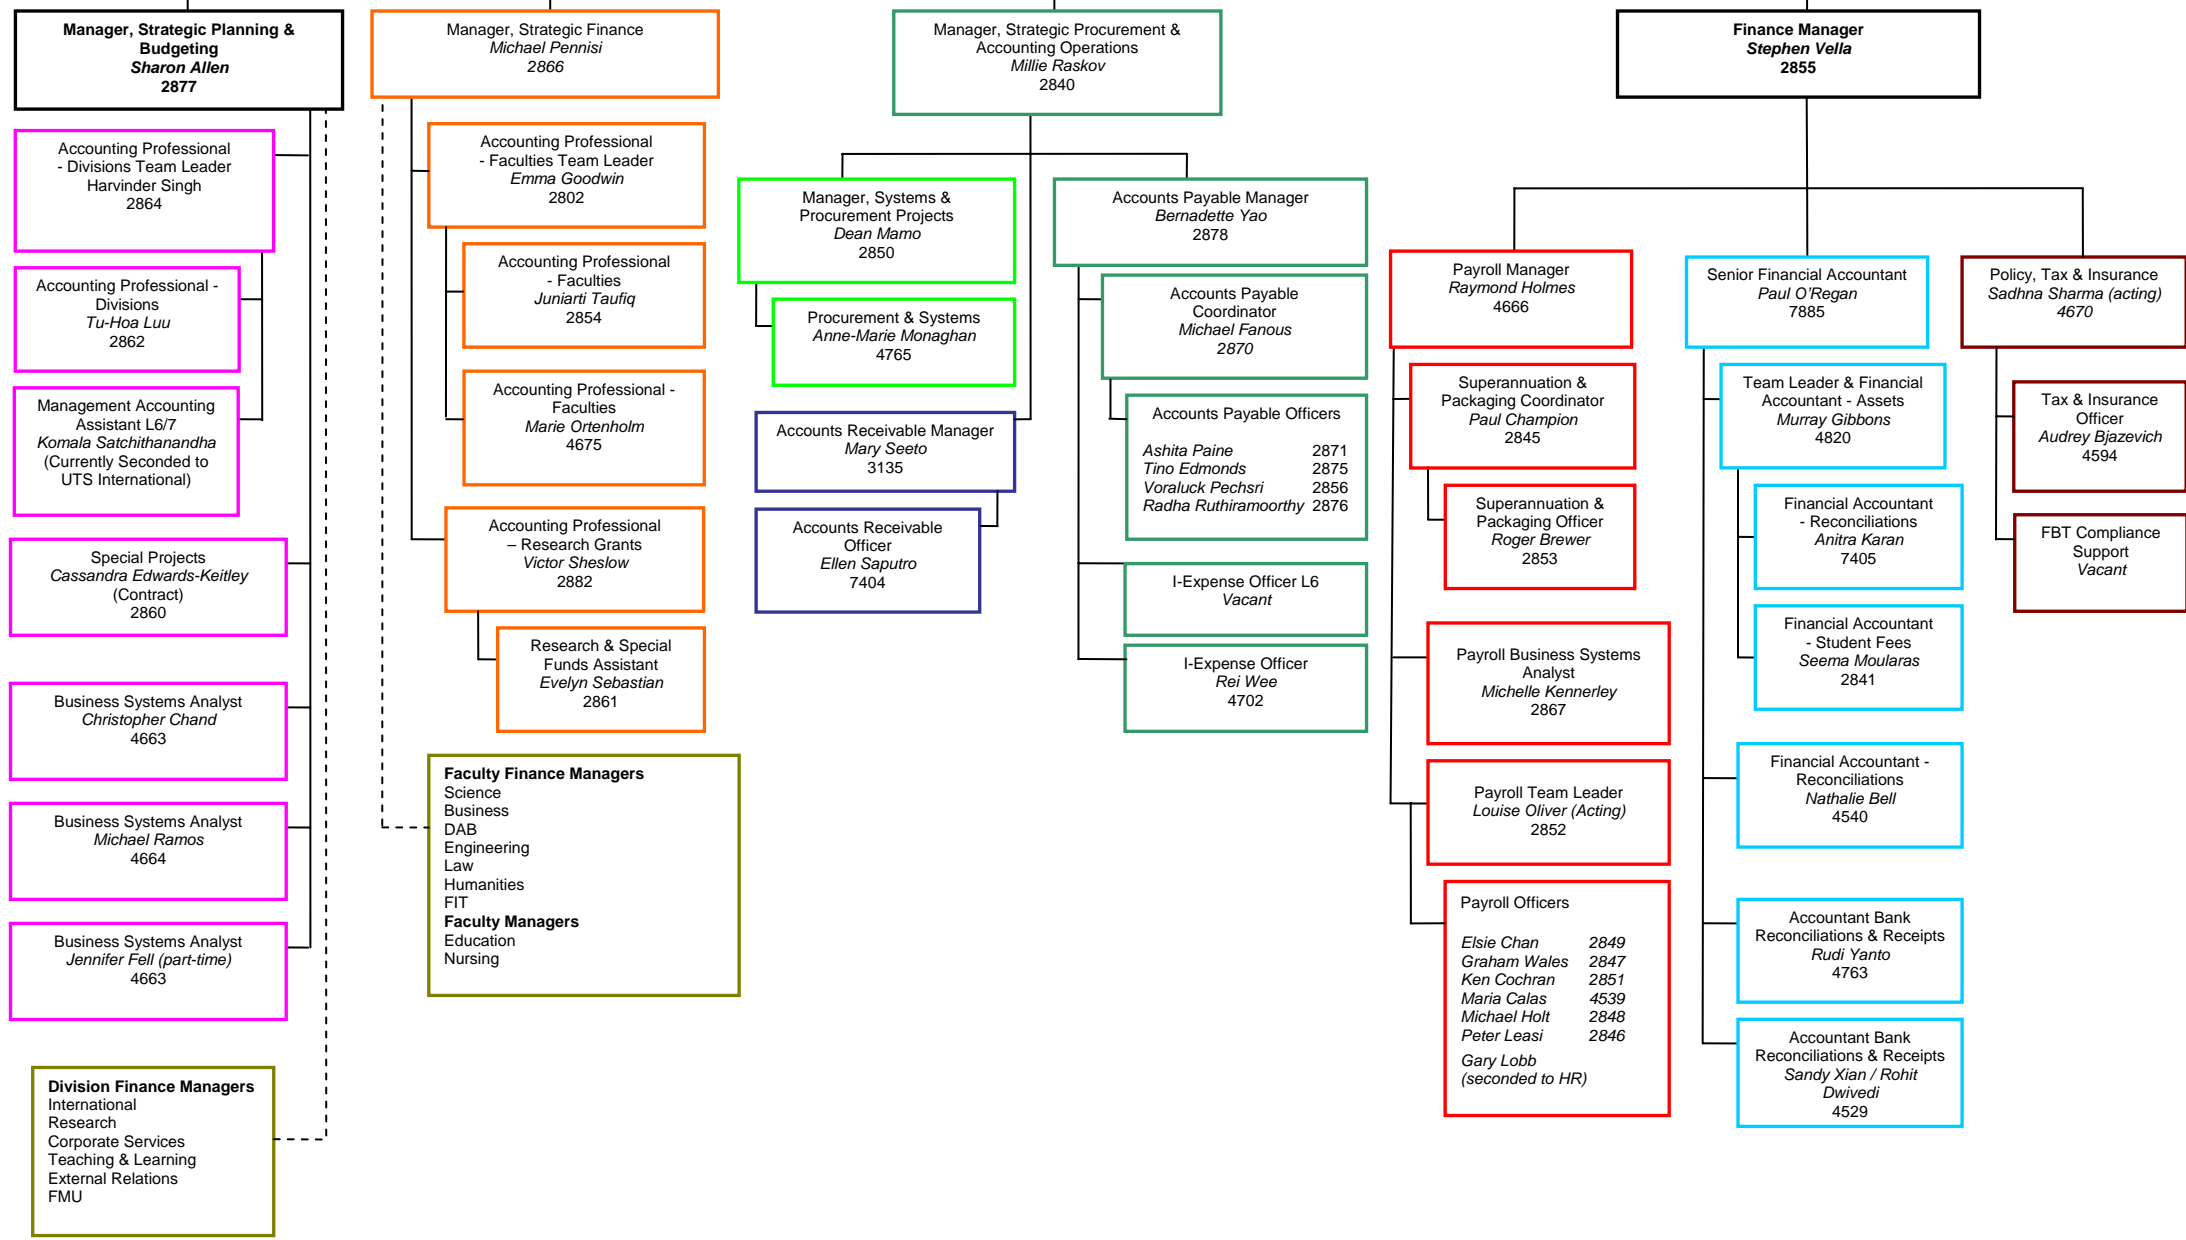 Manager, Strategic Planning &
Budgeting
Sharon Allen
2877
Accounting Professional
- Divisions Team Leader
Harvinder Singh
2864
Accounting Professional -
Divisions
Tu-Hoa Luu
2862
Management Accounting
Assistant L6/7
Komala Satchithanandha
(Currently Seconded to
UTS International)
Special Projects
Cassandra Edwards-Keitley
(Contract)
2860
Business Systems Analyst
Christopher Chand
4663
Business Systems Analyst
Michael Ramos
4664
Business Systems Analyst
Jennifer Fell (part-time)
4663
Division Finance Managers
International
Research
Corporate Services
Teaching & Learning
External Relations
FMU
Manager, Strategic Finance
Michael Pennisi
2866
Accounting Professional
- Faculties Team Leader
Emma Goodwin
2802
Accounting Professional
- Faculties
Juniarti Taufiq
2854
Accounting Professional -
Faculties
Marie Ortenholm
4675
Accounting Professional
– Research Grants
Victor Sheslow
2882
Research & Special
Funds Assistant
Evelyn Sebastian
2861
Faculty Finance Managers
Science
Business
DAB
Engineering
Law
Humanities
FIT
Faculty Managers
Education
Nursing
Manager, Strategic Procurement &
Accounting Operations
Millie Raskov
2840
Manager, Systems &
Procurement Projects
Dean Mamo
2850
Procurement & Systems
Anne-Marie Monaghan
4765
Accounts Receivable Manager
Mary Seeto
3135
Accounts Receivable
Officer
Ellen Saputro
7404
Accounts Payable Manager
Bernadette Yao
2878
Accounts Payable
Coordinator
Michael Fanous
2870
Accounts Payable Officers
Ashita Paine 2871
Tino Edmonds 2875
Voraluck Pechsri 2856
Radha Ruthiramoorthy 2876
I-Expense Officer L6
Vacant
I-Expense Officer
Rei Wee
4702
Finance Manager
Stephen Vella
2855
Payroll Manager
Raymond Holmes
4666
Superannuation &
Packaging Coordinator
Paul Champion
2845
Superannuation &
Packaging Officer
Roger Brewer
2853
Payroll Business Systems
Analyst
Michelle Kennerley
2867
Payroll Team Leader
Louise Oliver (Acting)
2852
Payroll Officers
Elsie Chan 2849
Graham Wales 2847
Ken Cochran 2851
Maria Calas 4539
Michael Holt 2848
Peter Leasi 2846
Gary Lobb
(seconded to HR)
Senior Financial Accountant
Paul O'Regan
7885
Team Leader & Financial
Accountant - Assets
Murray Gibbons
4820
Financial Accountant
- Reconciliations
Anitra Karan
7405
Financial Accountant
- Student Fees
Seema Moularas
2841
Financial Accountant -
Reconciliations
Nathalie Bell
4540
Accountant Bank
Reconciliations & Receipts
Rudi Yanto
4763
Accountant Bank
Reconciliations & Receipts
Sandy Xian / Rohit
Dwivedi
4529
Policy, Tax & Insurance
Sadhna Sharma (acting)
4670
Tax & Insurance
Officer
Audrey Bjazevich
4594
FBT Compliance
Support
Vacant